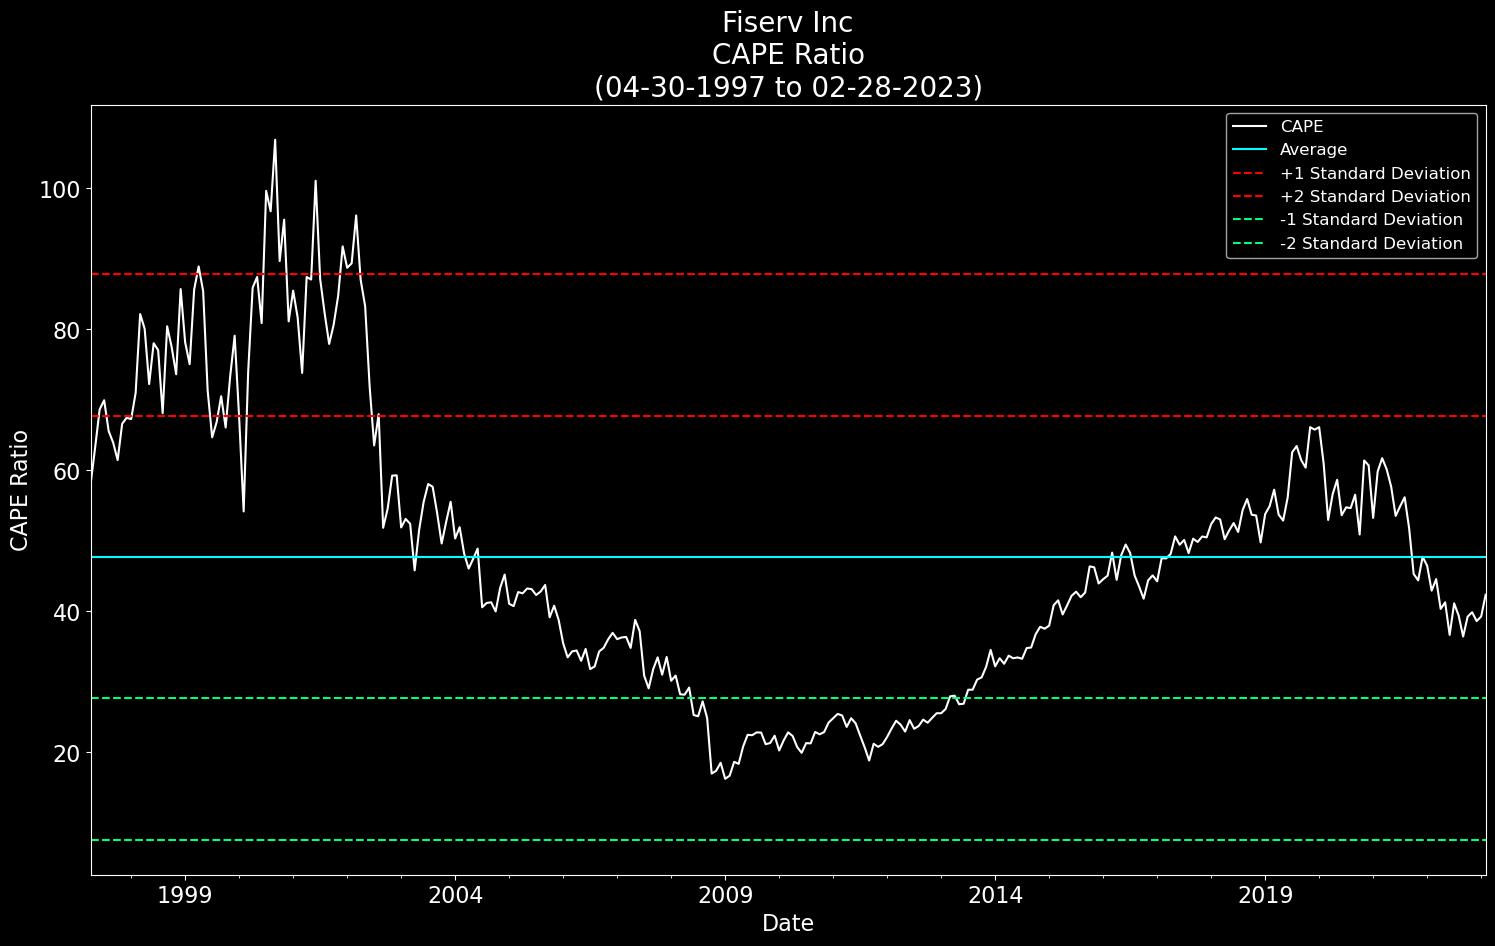 Fiserv Inc
CAPE Ratio
(04-30-1997 to 02-28-2023)
CAPE
Average
+1 Standard Deviation
+2 Standard Deviation
-1 Standard Deviation
-2 Standard Deviation
CAPE Ratio
100
80
60
40
20
1999
2004
2009
2014
2019
Date